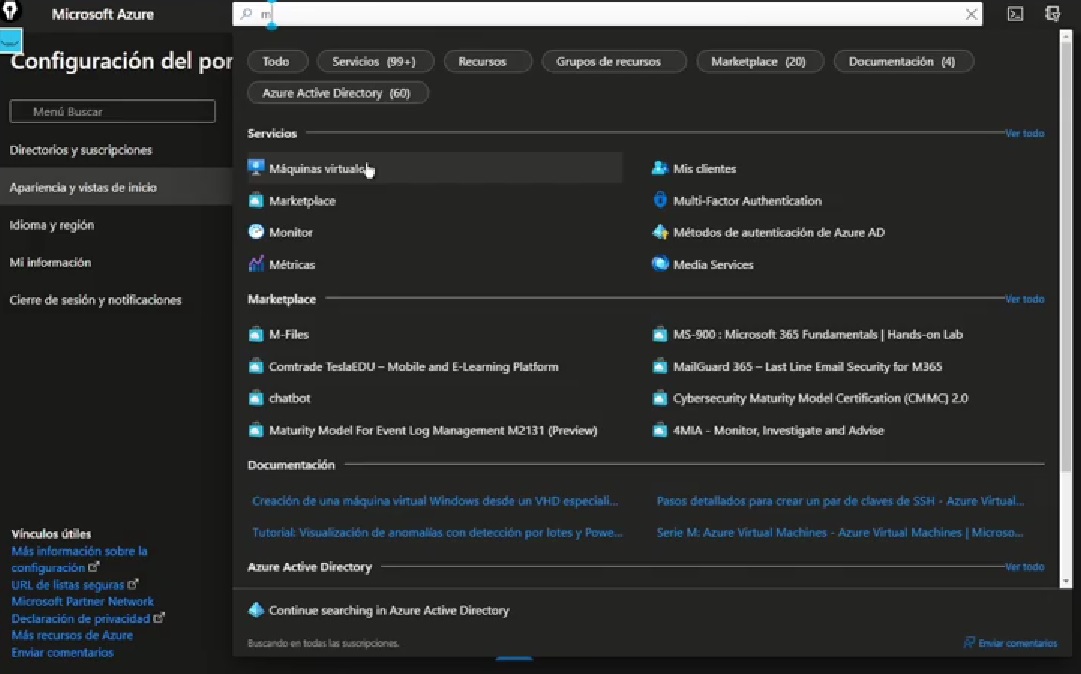 Microsoft Azure
m
Configuración del por
Menú Buscar
Directorios y suscripciones
Apariencia y vistas de inicio
Idioma y región
Mi información
Cierre de sesión y notificaciones
Vínculos útiles
Más información sobre la
configuración
URL de listas seguras
Microsoft Partner Network
Declaración de privacidad
Más recursos de Azure
Enviar comentarios
Todo
Servicios (99+)
Recursos
Grupos de recursos
Marketplace (20)
Documentación (4)
Azure Active Directory (60)
Servicios
Ver todo
Máquinas virtuale
Mis clientes
Marketplace
Multi-Factor Authentication
Monitor
Métodos de autenticación de Azure AD
Métricas
Media Services
Marketplace
Ver todo
M-Files
MS-900 : Microsoft 365 Fundamentals | Hands-on Lab
Comtrade TeslaEDU – Mobile and E-Learning Platform
MailGuard 365 – Last Line Email Security for M365
chatbot
Cybersecurity Maturity Model Certification (CMMC) 2.0
Maturity Model For Event Log Management M2131 (Preview)
4MIA - Monitor, Investigate and Advise
Documentación
Creación de una máquina virtual Windows desde un VHD especiali...
Pasos detallados para crear un par de claves de SSH - Azure Virtual...
Tutorial: Visualización de anomalías con detección por lotes y Powe...
Serie M: Azure Virtual Machines - Azure Virtual Machines | Microso...
Azure Active Directory
Ver todo
Continue searching in Azure Active Directory
Buscando en todas las suscripciones.
Enviar comentarios